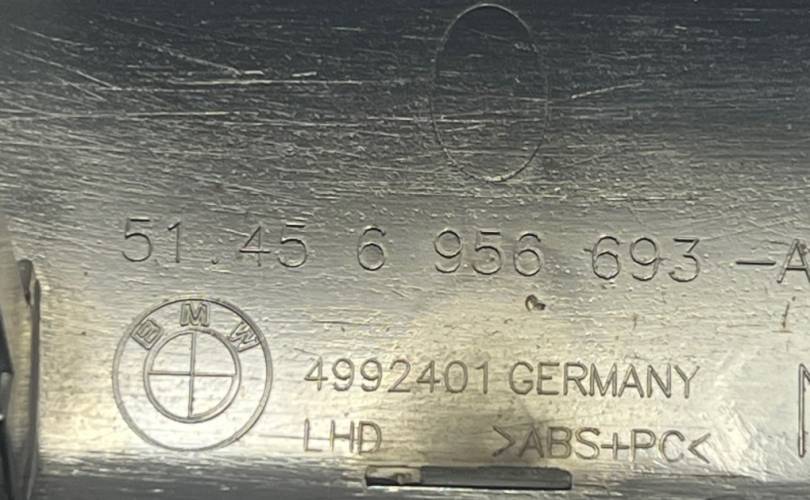 51.45 6 956 693 -A
BMW
4992401 GERMANY
LHD >ABS+PC<